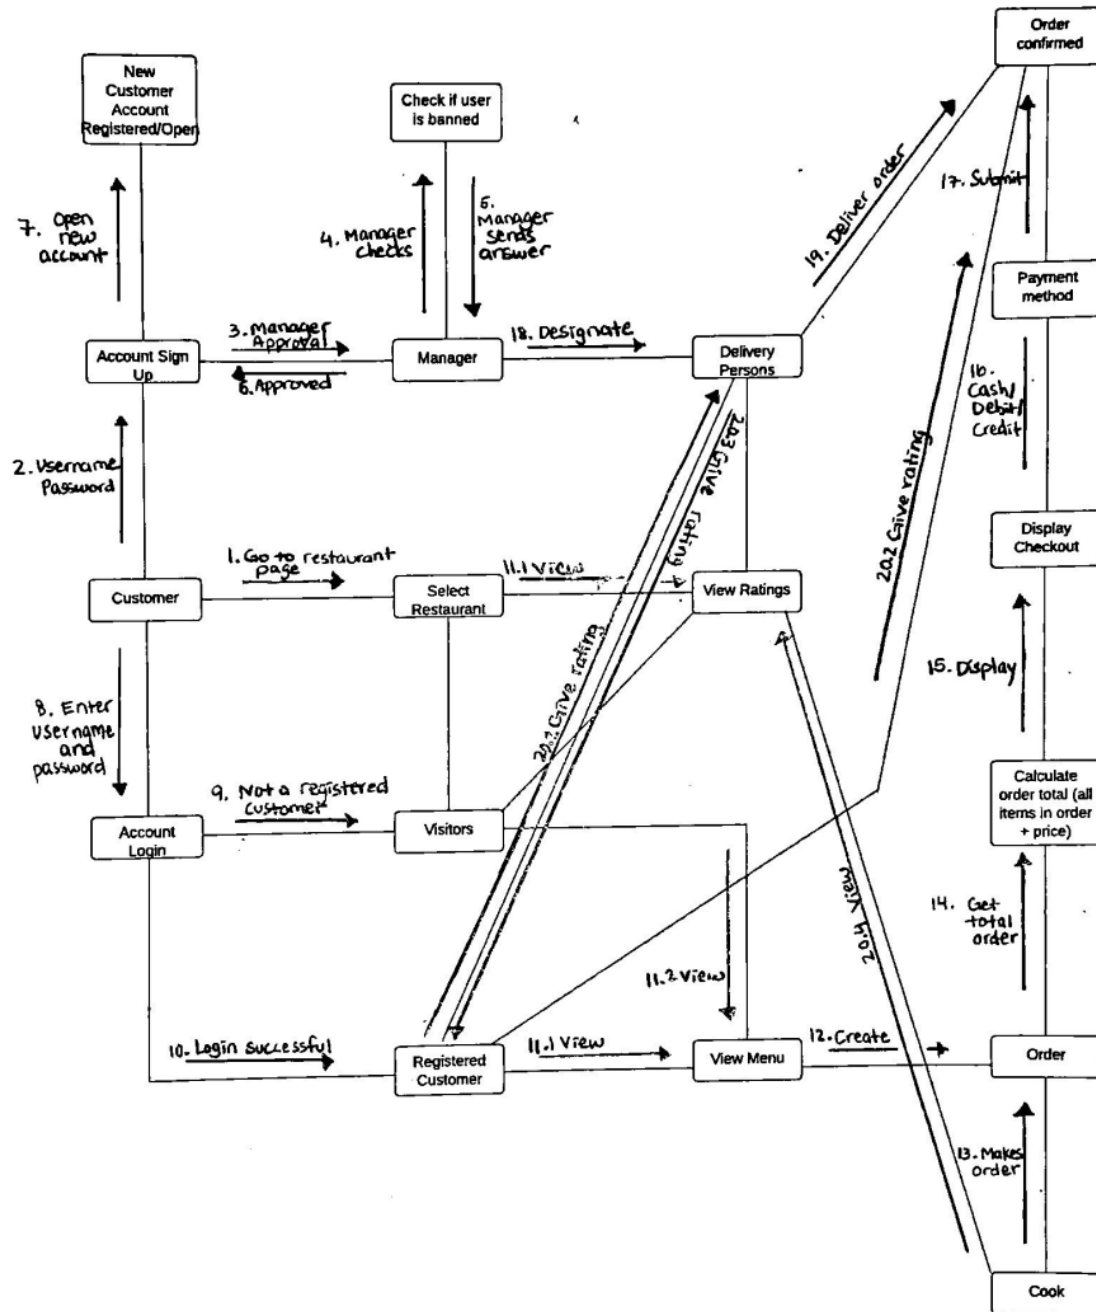 Order
confirmed
New
Customer
Account
Registered/Open
Check if user
is banned
7. Open
new
account
4. Manager
checks
5.
Manager
sends
answer
19. Deliver order
17. Submit
Payment
method
3. Manager
Approval
6. Approved
Account Sign
Up
Manager
18. Designate
Delivery
Persons
16.
Cash/
Debit/
Credit
2. Username
Password
20.3 Give rating
20.2 Give rating
Display
Checkout
1. Go to restaurant
page
11.1 View
Customer
Select
Restaurant
View Ratings
15. Display
8. Enter
username
and
password
Give rating
9. Not a registered
customer
Calculate
order total (all
items in order
+ price)
Account
Login
Visitors
20.4 View
14. Get
total
order
11.2 View
10. Login successful
Registered
Customer
11.1 View
View Menu
12. Create
Order
13. Makes
order
Cook